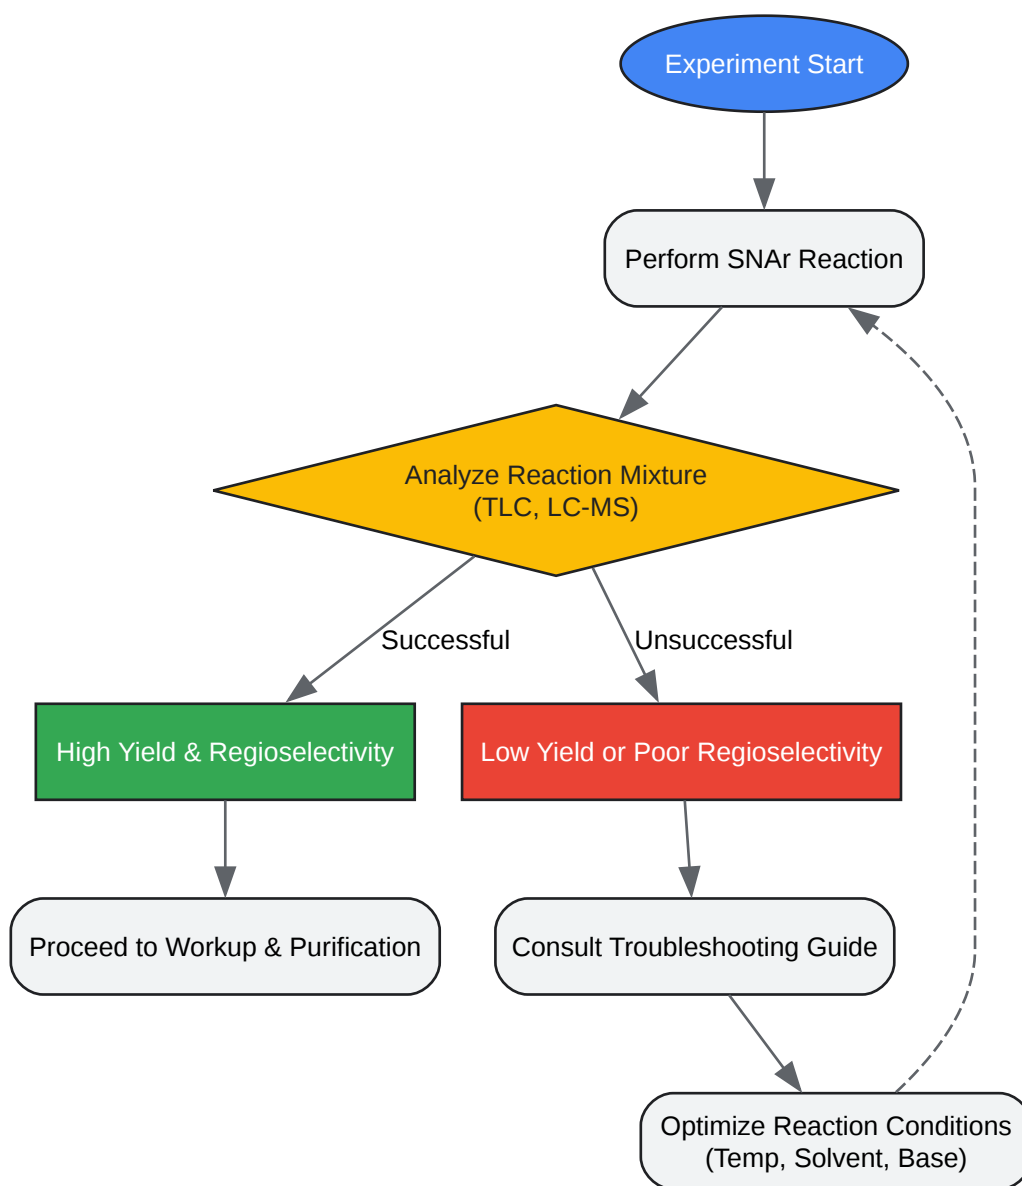 Experiment Start
Perform SNAr Reaction
Analyze Reaction Mixture
(TLC, LC-MS)
Successful
Unsuccessful
High Yield & Regioselectivity
Low Yield or Poor Regioselectivity
Proceed to Workup & Purification
Consult Troubleshooting Guide
Optimize Reaction Conditions
(Temp, Solvent, Base)